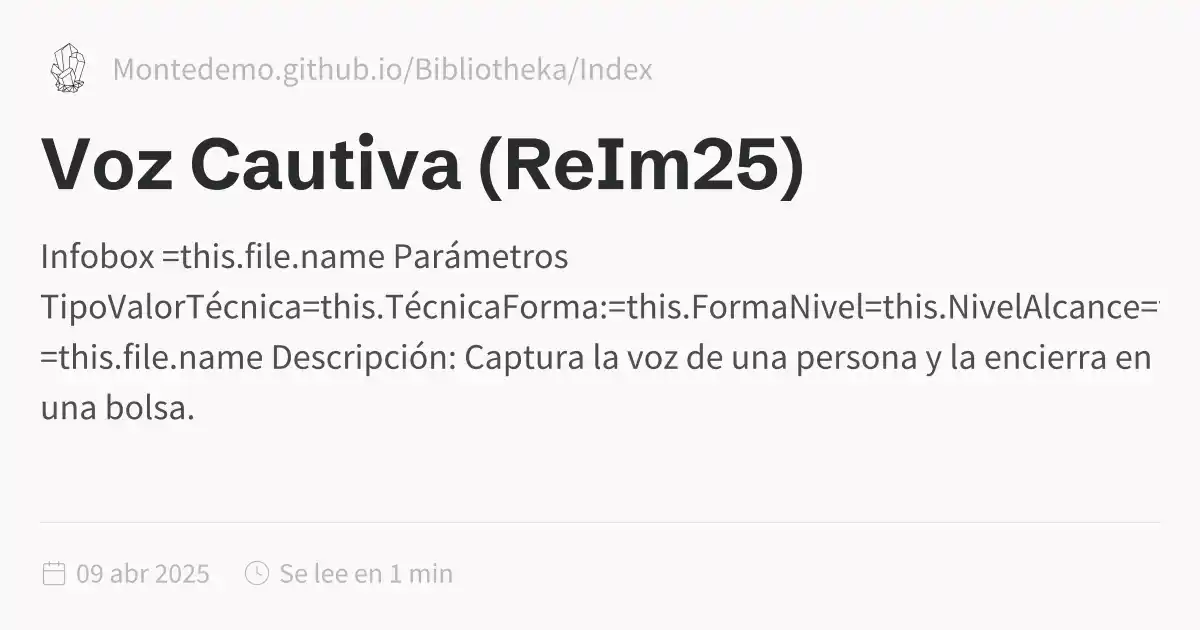 Montedemo.github.io/Bibliotheka/Index
Voz Cautiva (ReIm25)
Infobox =this.file.name Parámetros
TipoValorTécnica=this.TécnicaForma:=this.FormaNivel=this.NivelAlcance=
=this.file.name Descripción: Captura la voz de una persona y la encierra en
una bolsa.
09 abr 2025
Se lee en 1 min